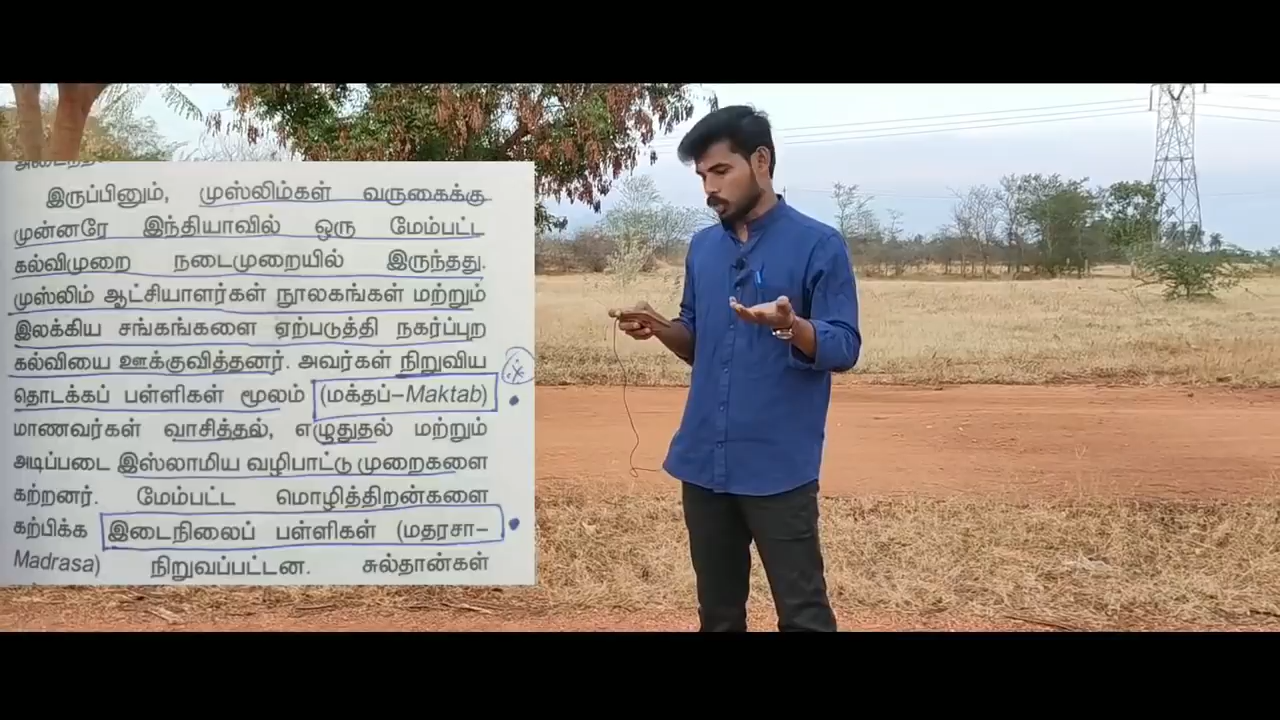 இருப்பினும், முஸ்லிம்கள் வருகைக்கு
முன்னரே இந்தியாவில் ஒரு மேம்பட்ட
கல்விமுறை நடைமுறையில் இருந்தது.
முஸ்லிம் ஆட்சியாளர்கள் நூலகங்கள் மற்றும்
இலக்கிய சங்கங்களை ஏற்படுத்தி நகர்ப்புற
கல்வியை ஊக்குவித்தனர். அவர்கள் நிறுவிய
தொடக்கப் பள்ளிகள் மூலம் (மக்தப்–Maktab)
மாணவர்கள் வாசித்தல், எழுதுதல் மற்றும்
அடிப்படை இஸ்லாமிய வழிபாட்டு முறைகளை
கற்றனர். மேம்பட்ட மொழித்திறன்களை
கற்பிக்க இடைநிலைப் பள்ளிகள் (மதரசா–
Madrasa) நிறுவப்பட்டன. சுல்தான்கள்